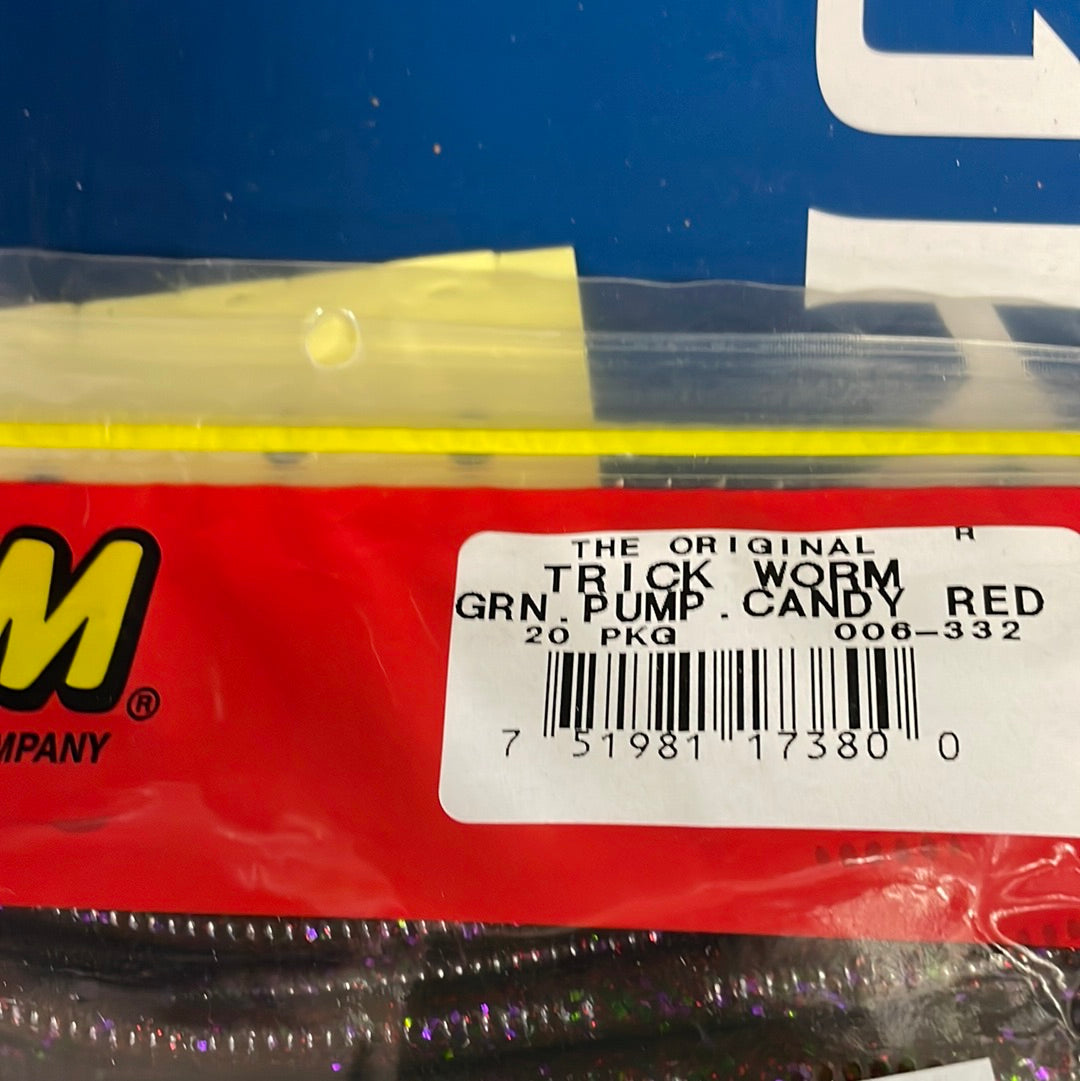 M®
MPANY
R
THE ORIGINAL
TRICK WORM
GRN.PUMP.CANDY RED
20 PKG 006-332
7 51981 17380 0